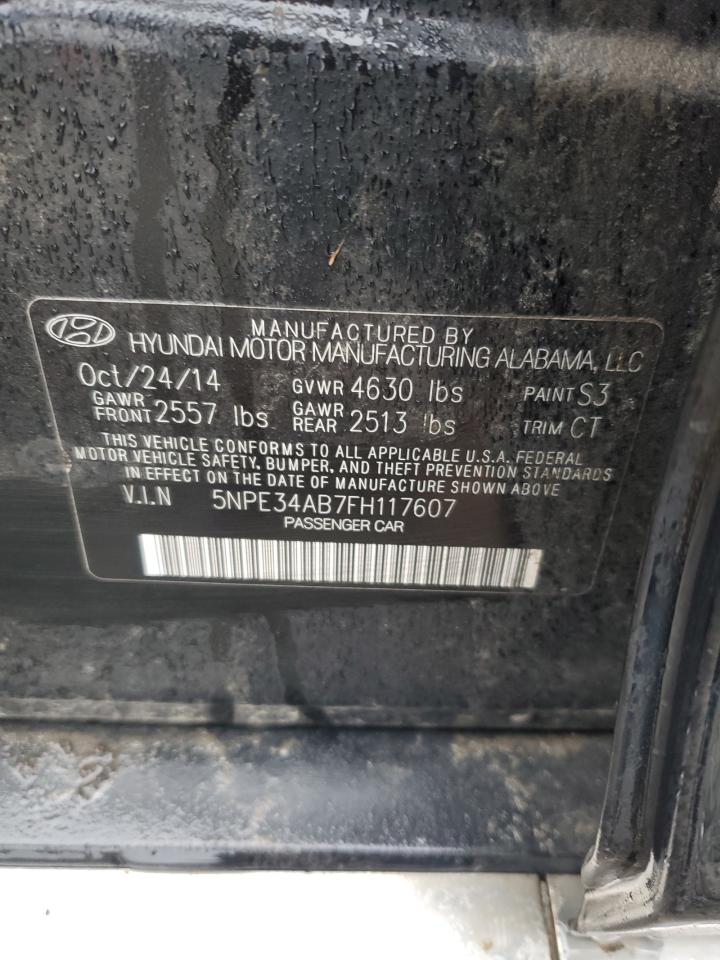 MANUFACTURED BY
HYUNDAI MOTOR MANUFACTURING ALABAMA, LLC
Oct/24/14 GVWR 4630 lbs PAINT S3
GAWR FRONT 2557 lbs GAWR REAR 2513 lbs TRIM CT
THIS VEHICLE CONFORMS TO ALL APPLICABLE U.S.A. FEDERAL
MOTOR VEHICLE SAFETY, BUMPER, AND THEFT PREVENTION STANDARDS
IN EFFECT ON THE DATE OF MANUFACTURE SHOWN ABOVE
V.I.N 5NPE34AB7FH117607
PASSENGER CAR